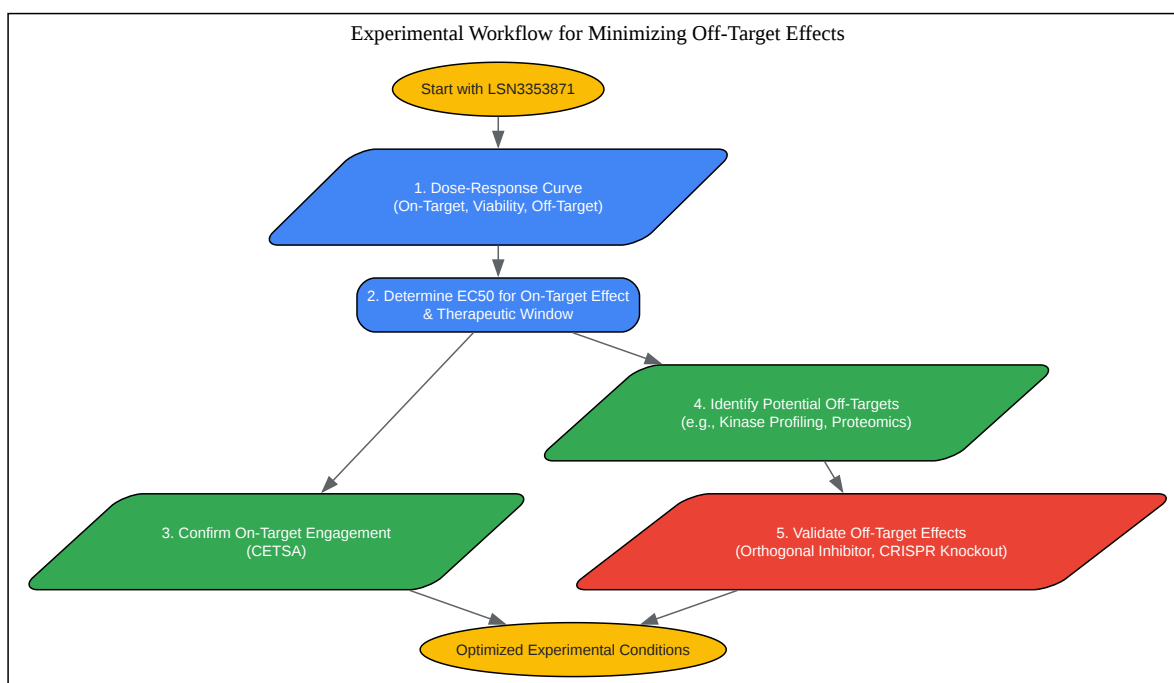 Experimental Workflow for Minimizing Off-Target Effects
Start with LSN3353871
1. Dose-Response Curve
(On-Target, Viability, Off-Target)
2. Determine EC50 for On-Target Effect
& Therapeutic Window
4. Identify Potential Off-Targets
(e.g., Kinase Profiling, Proteomics)
3. Confirm On-Target Engagement
(CETSA)
5. Validate Off-Target Effects
(Orthogonal Inhibitor, CRISPR Knockout)
Optimized Experimental Conditions